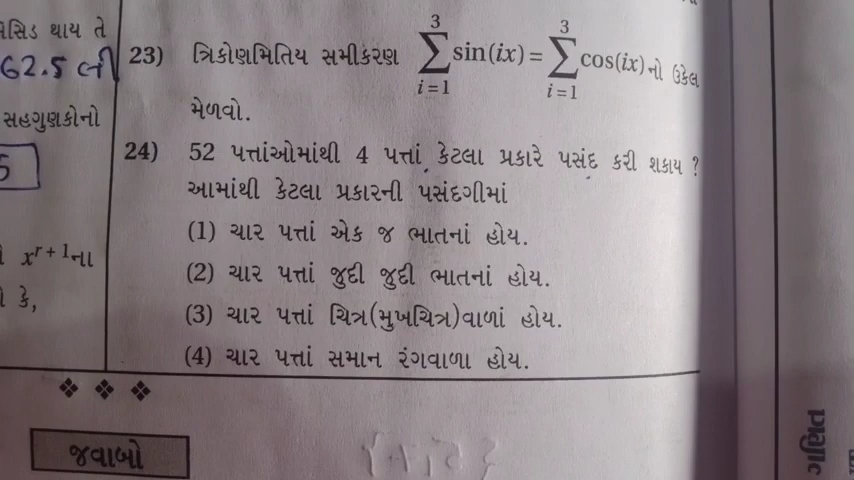 સિડ થાય તે
62.5 લી
સહગુણકોનો
5
x^{r+1}ના
કે,
23) ત્રિકોણમિતિય સમીકરણ \sum_{i=1}^{3} sin(ix) = \sum_{i=1}^{3} cos(ix) નો ઉકેલ
મેળવો.
24) 52 પત્તાંઓમાંથી 4 પત્તાં કેટલા પ્રકારે પસંદ કરી શકાય ?
આમાંથી કેટલા પ્રકારની પસંદગીમાં
(1) ચાર પત્તાં એક જ ભાતનાં હોય.
(2) ચાર પત્તાં જુદી જુદી ભાતનાં હોય.
(3) ચાર પત્તાં ચિત્ર(મુખચિત્ર)વાળાં હોય.
(4) ચાર પત્તાં સમાન રંગવાળા હોય.
જવાબો